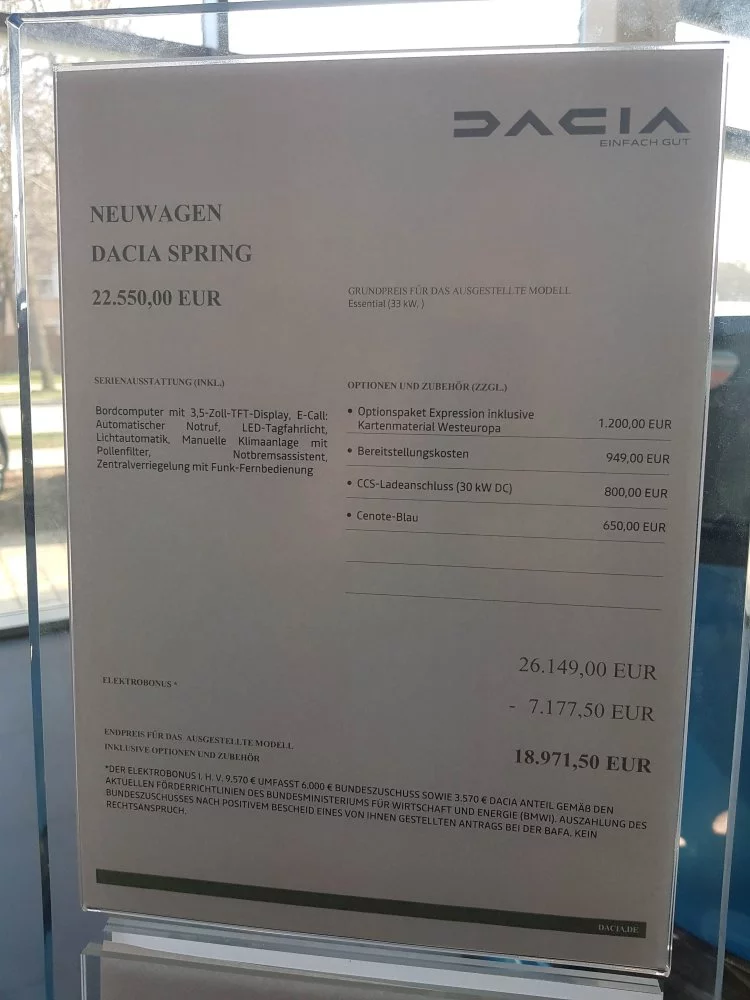 DACIA
EINFACH GUT
NEUWAGEN
DACIA SPRING
22.550,00 EUR
GRUNDPREIS FÜR DAS AUSGESTELLTE MODELL
Essential (33 kW. )
SERIENAUSSTATTUNG (INKL.)
Bordcomputer mit 3,5-Zoll-TFT-Display, E-Call:
Automatischer Notruf, LED-Tagfahrlicht,
Lichtautomatik, Manuelle Klimaanlage mit
Pollenfilter, Notbremsassistent,
Zentralverriegelung mit Funk-Fernbedienung
OPTIONEN UND ZUBEHÖR (ZZGL.)
• Optionspaket Expression inklusive
Kartenmaterial Westeuropa 1.200,00 EUR
• Bereitstellungskosten 949,00 EUR
• CCS-Ladeanschluss (30 kW DC) 800,00 EUR
• Cenote-Blau 650,00 EUR
26.149,00 EUR
ELEKTROBONUS * - 7.177,50 EUR
ENDPREIS FÜR DAS AUSGESTELLTE MODELL
INKLUSIVE OPTIONEN UND ZUBEHÖR 18.971,50 EUR
*DER ELEKTROBONUS I. H. V. 9.570 € UMFASST 6.000 € BUNDESZUSCHUSS SOWIE 3.570 € DACIA ANTEIL GEMÄß DEN
AKTUELLEN FÖRDERRICHTLINIEN DES BUNDESMINISTERIUMS FÜR WIRTSCHAFT UND ENERGIE (BMWI). AUSZAHLUNG DES
BUNDESZUSCHUSSES NACH POSITIVEM BESCHEID EINES VON IHNEN GESTELLTEN ANTRAGS BEI DER BAFA. KEIN
RECHTSANSPRUCH.
DACIA.DE